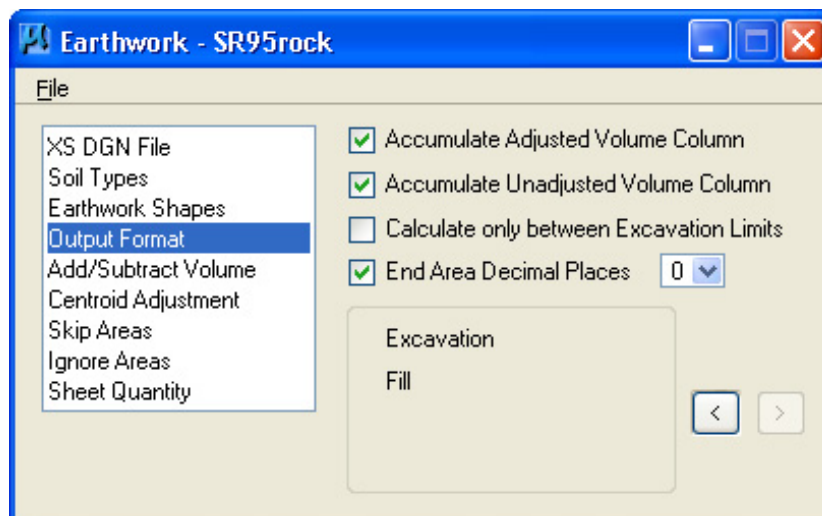 Earthwork - SR95rock
File
XS DGN File
Soil Types
Earthwork Shapes
Output Format
Add/Subtract Volume
Centroid Adjustment
Skip Areas
Ignore Areas
Sheet Quantity
Accumulate Adjusted Volume Column
Accumulate Unadjusted Volume Column
Calculate only between Excavation Limits
End Area Decimal Places 0
Excavation
Fill
< >